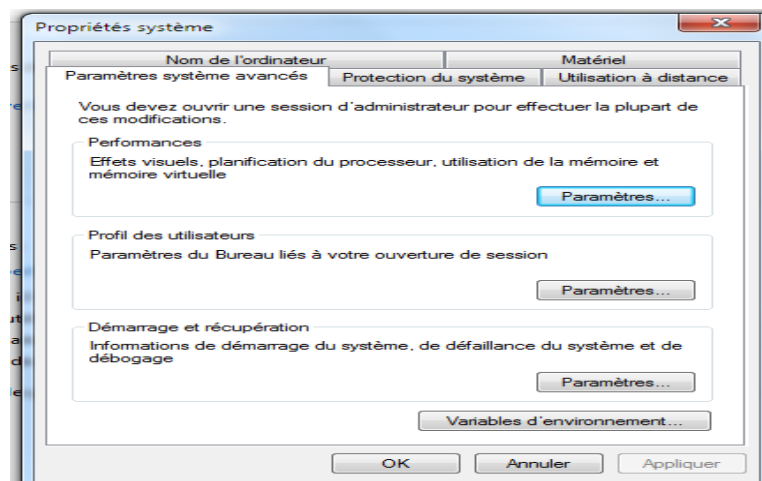 Propriétés système
Nom de l'ordinateur
Matériel
Paramètres système avancés
Protection du système
Utilisation à distance
Vous devez ouvrir une session d'administrateur pour effectuer la plupart de
ces modifications.
Performances
Effets visuels, planification du processeur, utilisation de la mémoire et
mémoire virtuelle
Paramètres...
Profil des utilisateurs
Paramètres du Bureau liés à votre ouverture de session
Paramètres...
Démarrage et récupération
Informations de démarrage du système, de défaillance du système et de
débogage
Paramètres...
Variables d'environnement...
OK
Annuler
Appliquer